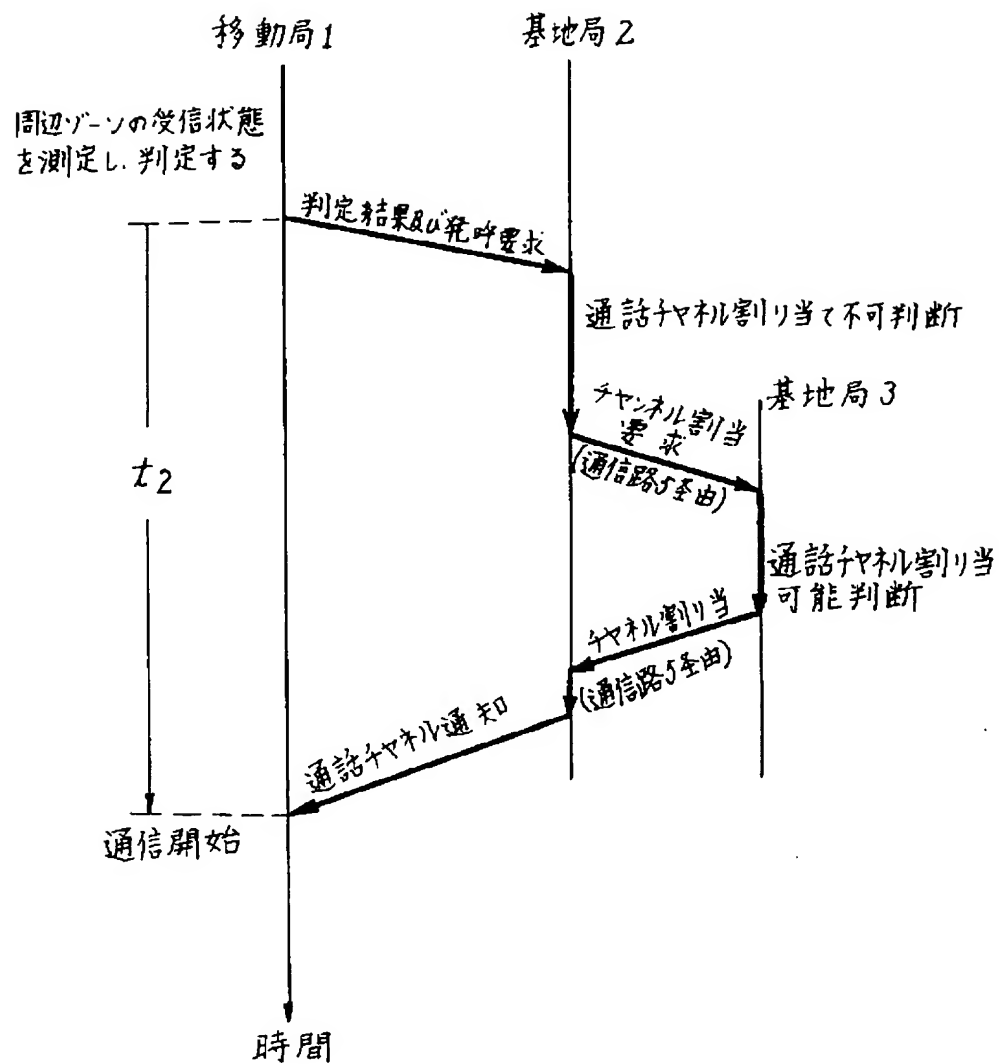 移動局1
基地局2
周辺ゾーンの受信状態
を測定し、判定する
判定結果及び発呼要求
通話チャネル割り当て不可判断
基地局3
チャンネル割り当
要求
(通信路5経由)
t2
通話チャネル割り当
可能判断
チャネル割り当
(通信路5経由)
通話チャネル通知
通信開始
時間